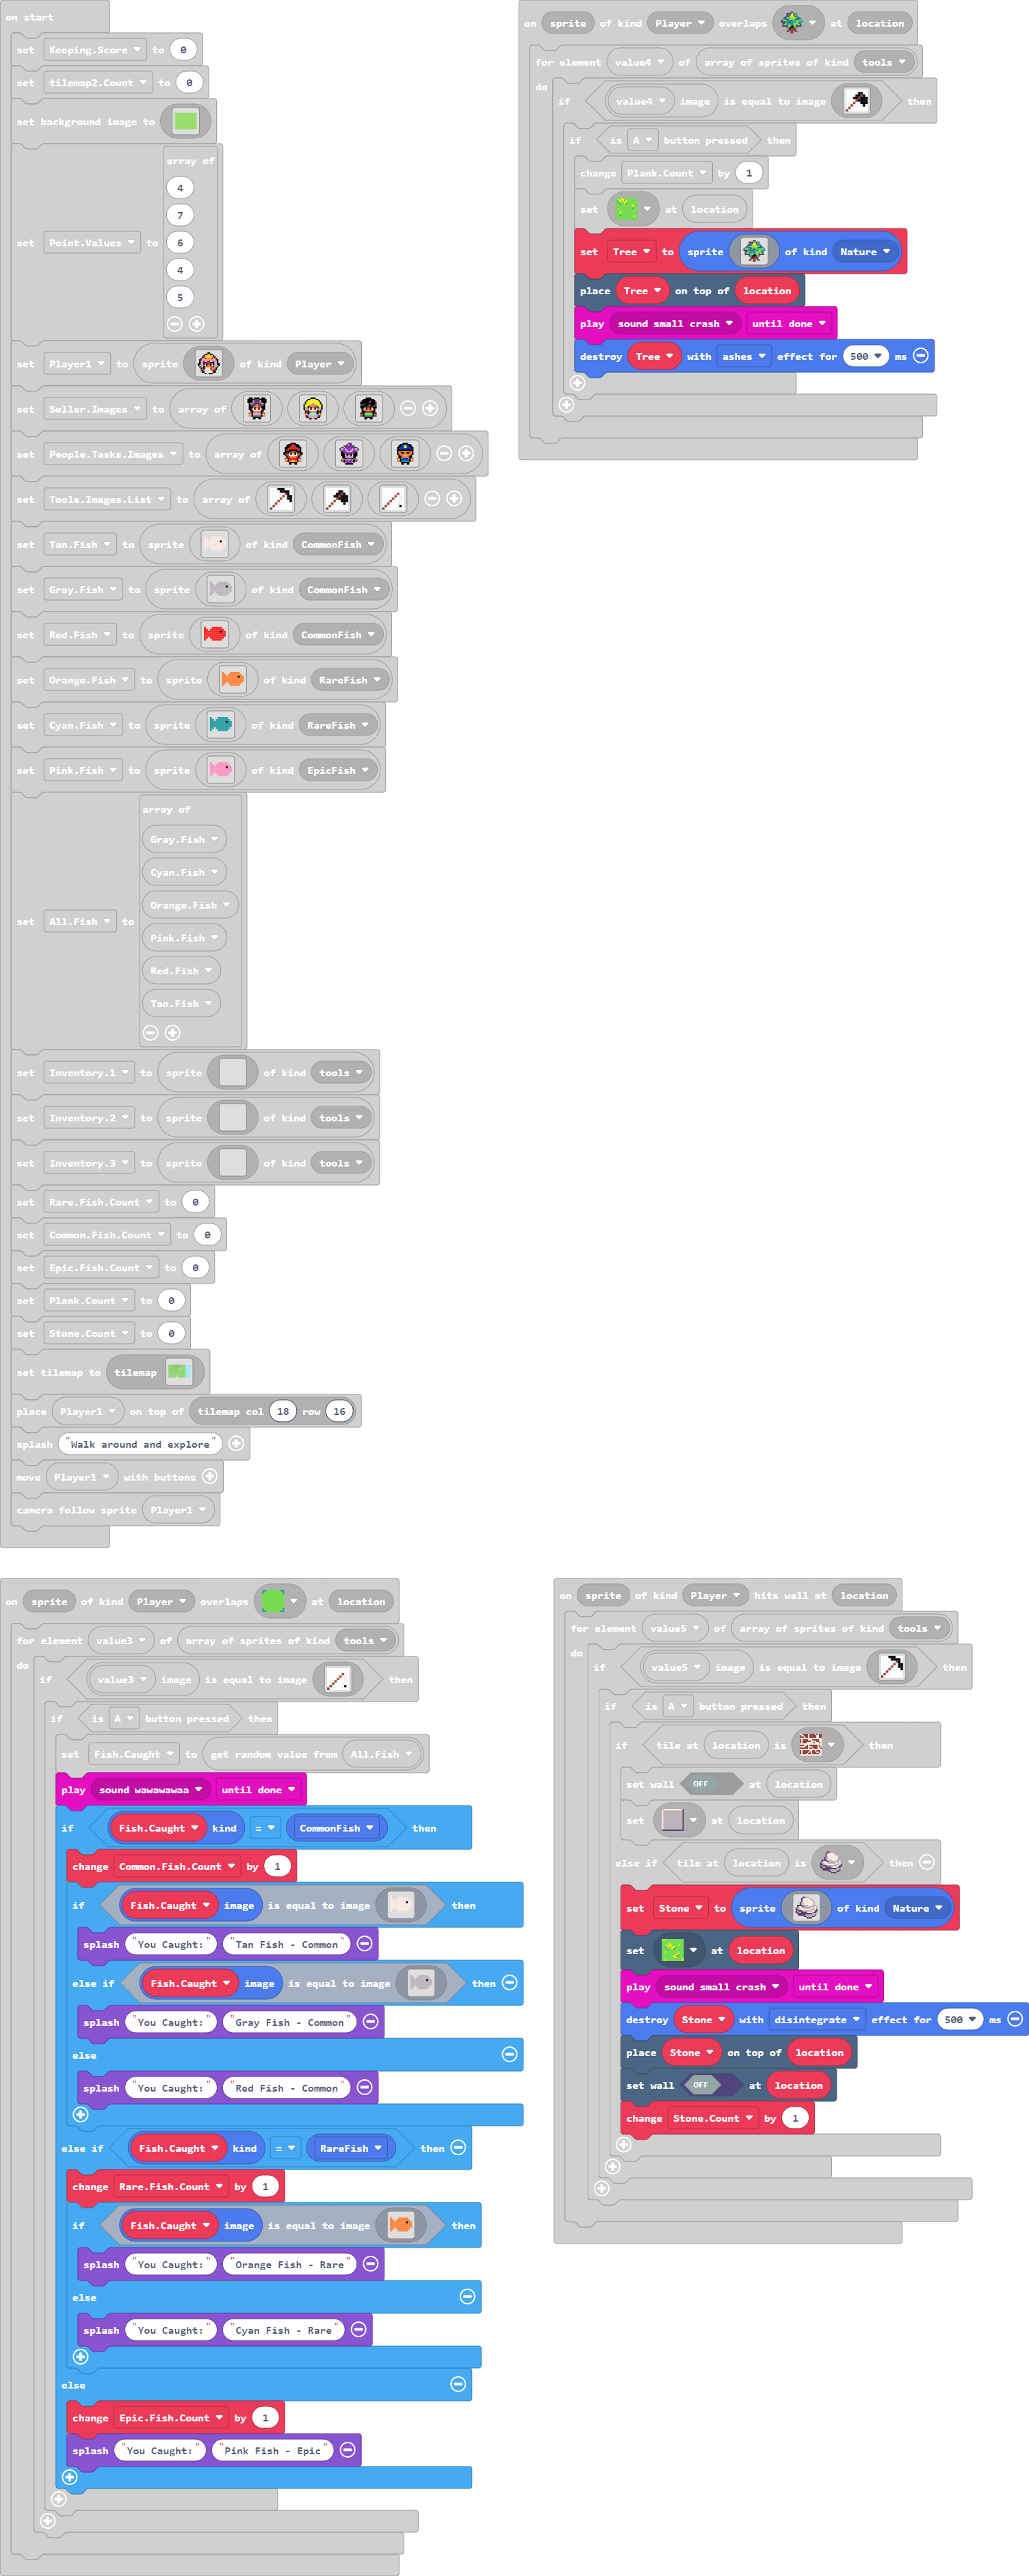 on start
set Keeping.Score to 0
set tilemap2.Count to 0
set background image to
array of
4
7
set Point.Values to 6
4
5
set Player1 to sprite of kind Player
set Seller.Images to array of
set People.Tasks.Images to array of
set Tools.Images.List to array of
set Tan.Fish to sprite of kind CommonFish
set Gray.Fish to sprite of kind CommonFish
set Red.Fish to sprite of kind CommonFish
set Orange.Fish to sprite of kind RareFish
set Cyan.Fish to sprite of kind RareFish
set Pink.Fish to sprite of kind EpicFish
array of
Gray.Fish
Cyan.Fish
Orange.Fish
set All.Fish to
Pink.Fish
Red.Fish
Tan.Fish
set Inventory.1 to sprite of kind tools
set Inventory.2 to sprite of kind tools
set Inventory.3 to sprite of kind tools
set Rare.Fish.Count to 0
set Common.Fish.Count to 0
set Epic.Fish.Count to 0
set Plank.Count to 0
set Stone.Count to 0
set tilemap to tilemap
place Player1 on top of tilemap col 18 row 16
splash "Walk around and explore"
move Player1 with buttons
camera follow sprite Player1
on sprite of kind Player overlaps at location
for element value4 of array of sprites of kind tools
do
if value4 image is equal to image then
if is A button pressed then
change Plank.Count by 1
set at location
set Tree to sprite of kind Nature
place Tree on top of location
play sound small crash until done
destroy Tree with ashes effect for 500 ms
on sprite of kind Player overlaps at location
for element value3 of array of sprites of kind tools
do
if value3 image is equal to image then
if is A button pressed then
set Fish.Caught to get random value from All.Fish
play sound wawawawaa until done
if Fish.Caught kind = CommonFish then
change Common.Fish.Count by 1
if Fish.Caught image is equal to image then
splash "You Caught:" "Tan Fish - Common"
else if Fish.Caught image is equal to image then
splash "You Caught:" "Gray Fish - Common"
else
splash "You Caught:" "Red Fish - Common"
else if Fish.Caught kind = RareFish then
change Rare.Fish.Count by 1
if Fish.Caught image is equal to image then
splash "You Caught:" "Orange Fish - Rare"
else
splash "You Caught:" "Cyan Fish - Rare"
else
change Epic.Fish.Count by 1
splash "You Caught:" "Pink Fish - Epic"
on sprite of kind Player hits wall at location
for element value5 of array of sprites of kind tools
do
if value5 image is equal to image then
if is A button pressed then
if tile at location is then
set wall OFF at location
set at location
else if tile at location is then
set Stone to sprite of kind Nature
set at location
play sound small crash until done
destroy Stone with disintegrate effect for 500 ms
place Stone on top of location
set wall OFF at location
change Stone.Count by 1